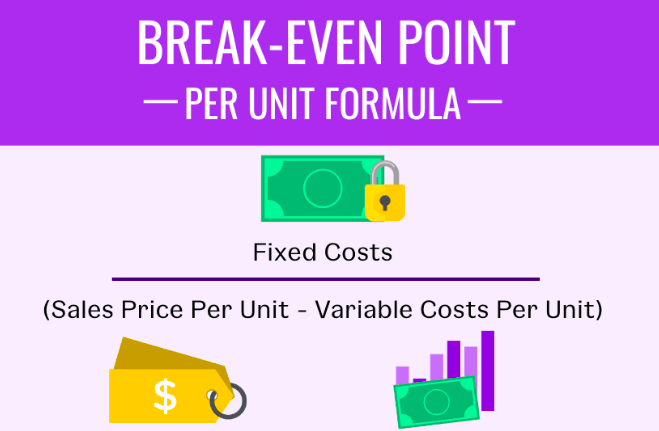 BREAK-EVEN POINT
— PER UNIT FORMULA —
Fixed Costs
(Sales Price Per Unit - Variable Costs Per Unit)
$